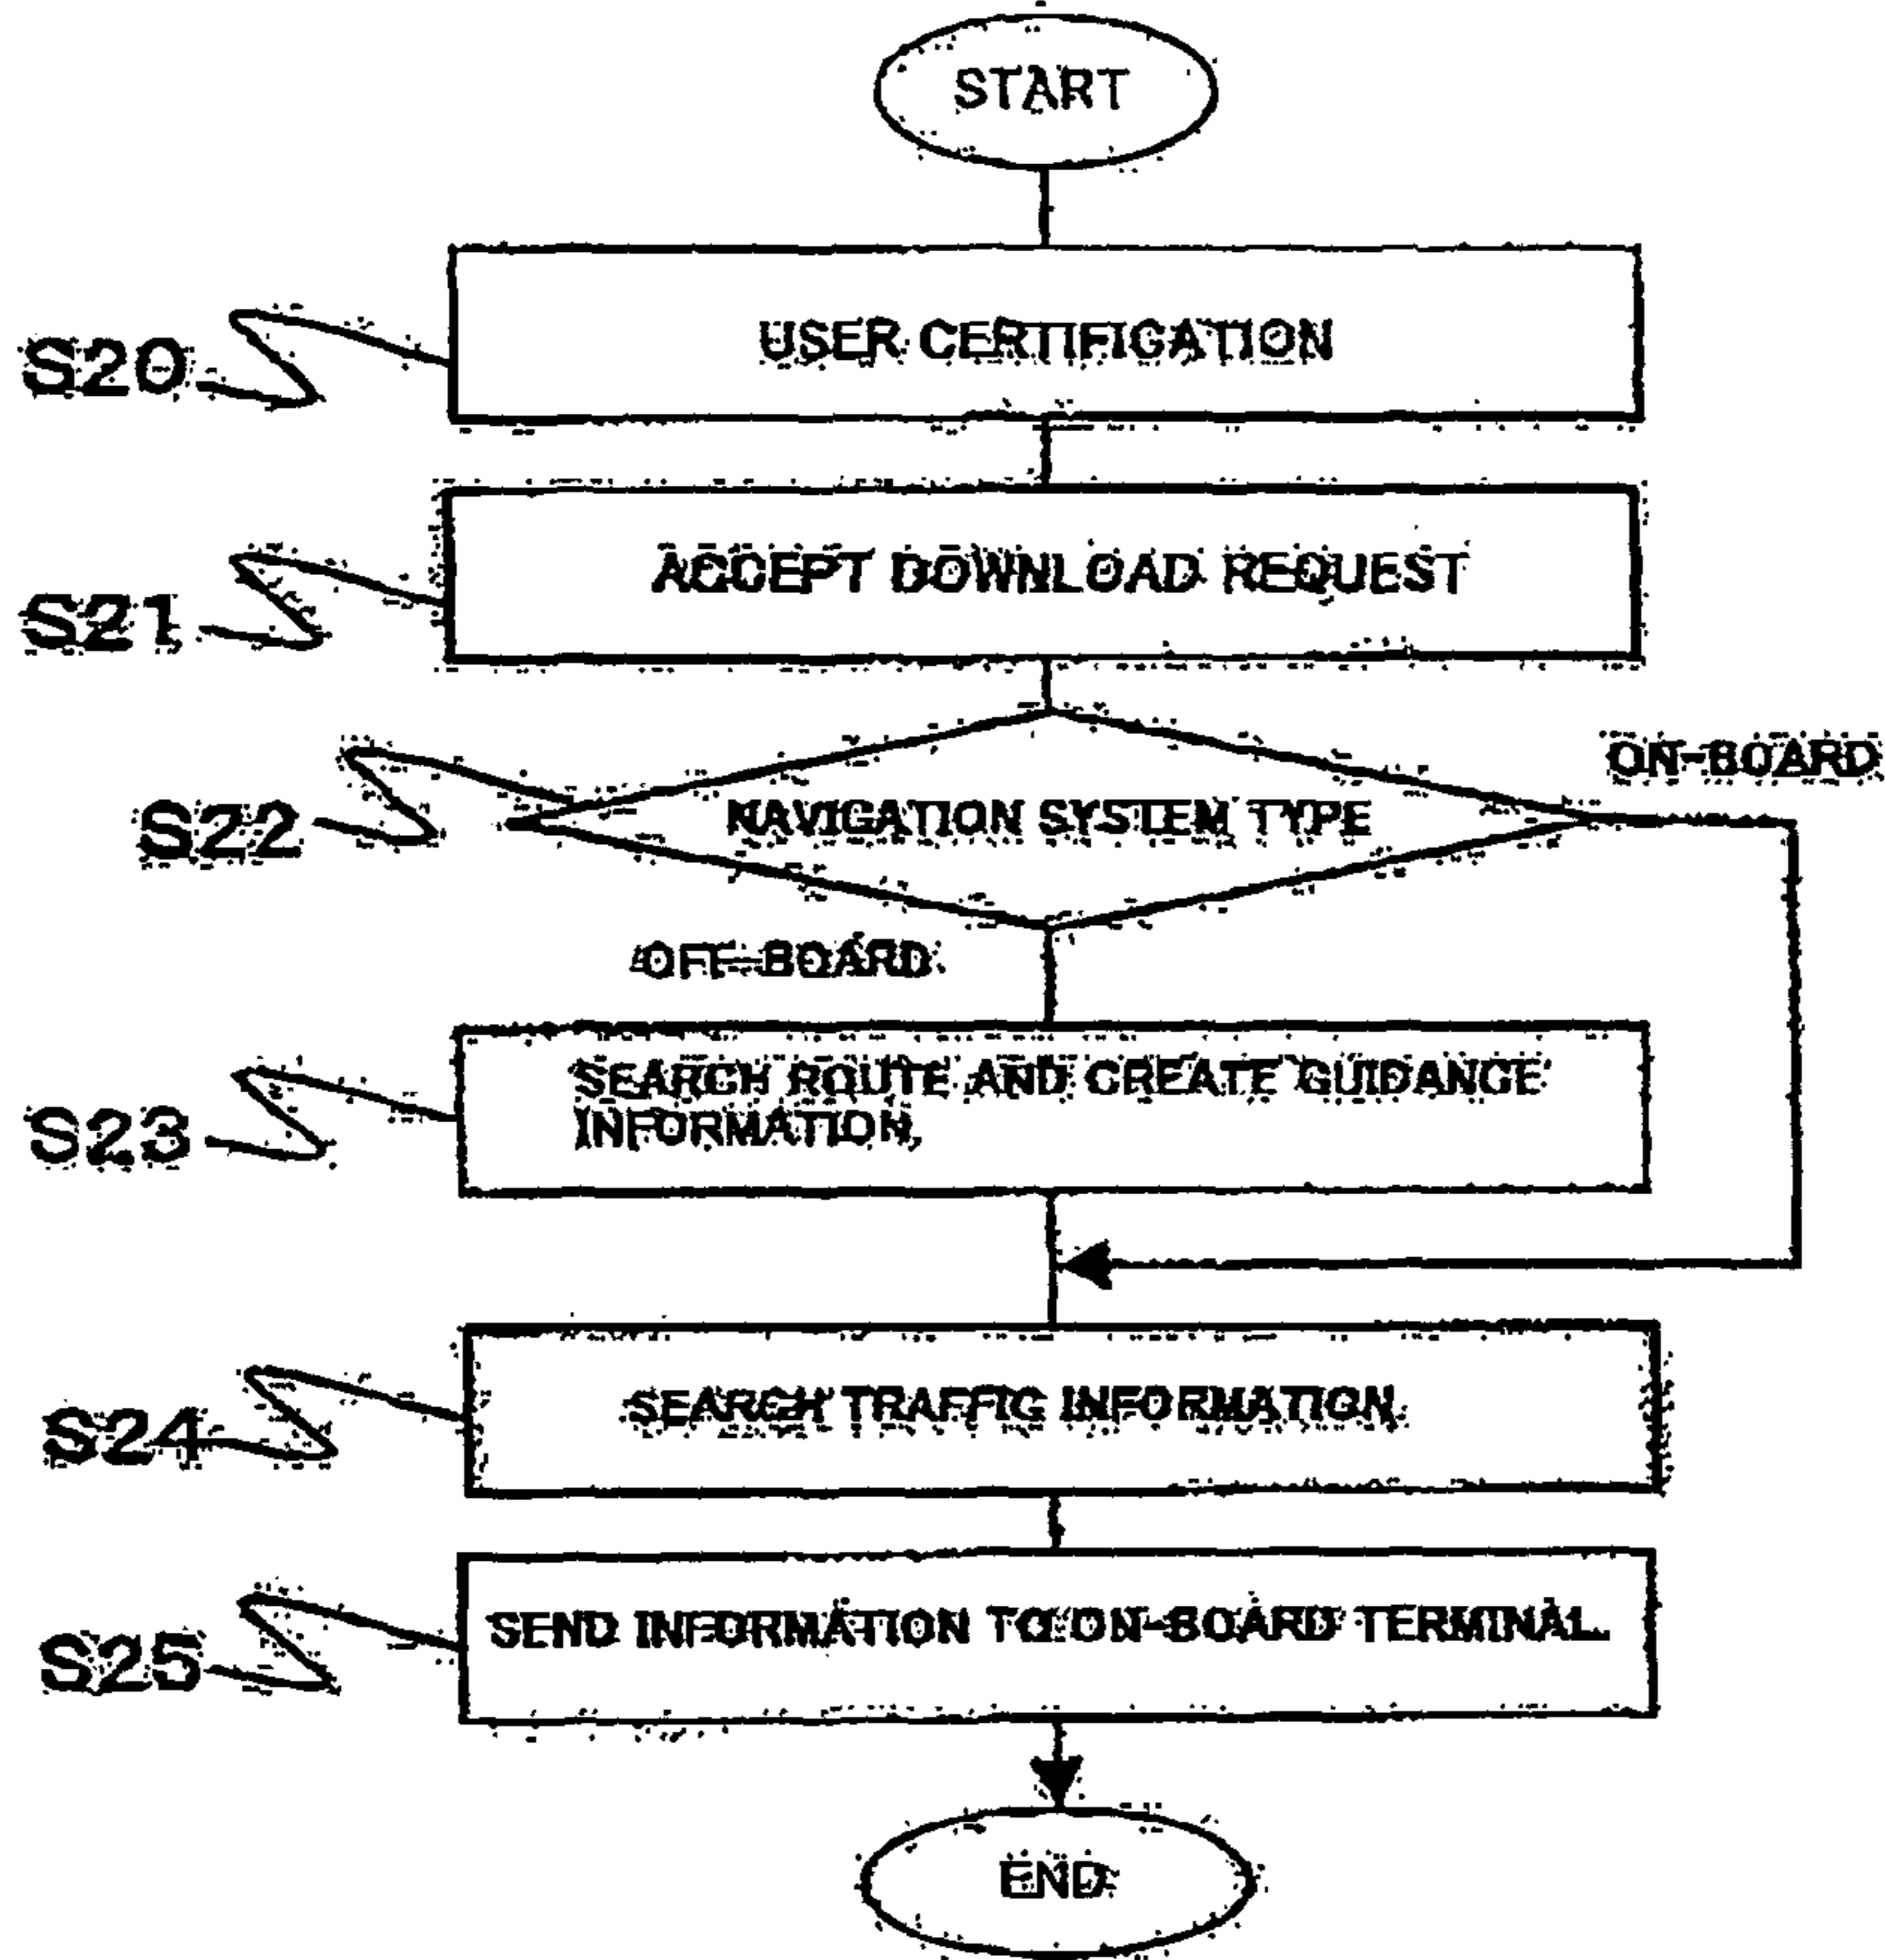 START
S20
USER CERTIFICATION
S21
ACCEPT DOWNLOAD REQUEST
S22
NAVIGATION SYSTEM TYPE
ON-BOARD
OFF-BOARD
S23
SEARCH ROUTE AND CREATE GUIDANCE
INFORMATION
S24
SEARCH TRAFFIC INFORMATION
S25
SEND INFORMATION TO ON-BOARD TERMINAL
END